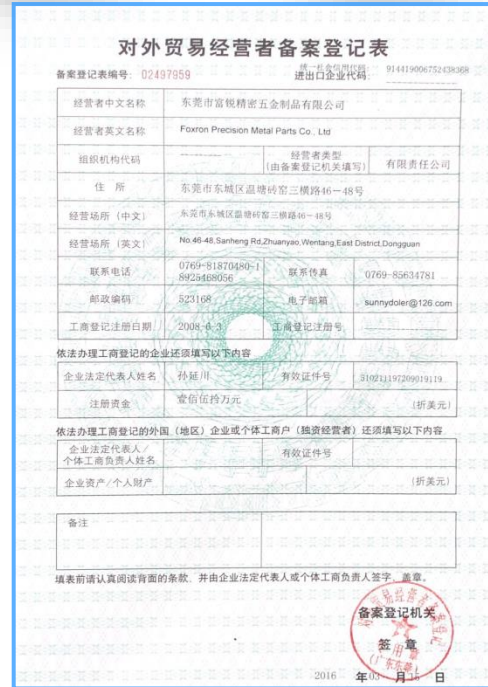 对外贸易经营者备案登记表
统一社会信用代码: 914419006752438368
备案登记表编号: 02497959 进出口企业代码:
经营者中文名称 东莞市富锐精密五金制品有限公司
经营者英文名称 Foxron Precision Metal Parts Co., Ltd
组织机构代码 经营者类型 (由备案登记机关填写) 有限责任公司
住 所 东莞市东城区温塘砖窑三横路46-48号
经营场所(中文) 东莞市东城区温塘砖窑三横路46-48号
经营场所(英文) No.46-48,Sanheng Rd,Zhuanyao,Wentang,East District,Dongguan
联系电话 0769-81870480-1 8925468056 联系传真 0769-85634781
邮政编码 523168 电子邮箱 sunnydoler@126.com
工商登记注册日期 2008-6-3 工商登记注册号
依法办理工商登记的企业还须填写以下内容
企业法定代表人姓名 孙延川 有效证件号 510211197209019119
注册资金 壹佰伍拾万元 (折美元)
依法办理工商登记的外国(地区)企业或个体工商户(独资经营者)还须填写以下内容
企业法定代表人/ 个体工商负责人姓名 有效证件号
企业资产/个人财产 (折美元)
备注
填表前请认真阅读背面的条款,并由企业法定代表人或个体工商负责人签字、盖章。
备案登记机关
签 章
2016 年 03 月 日